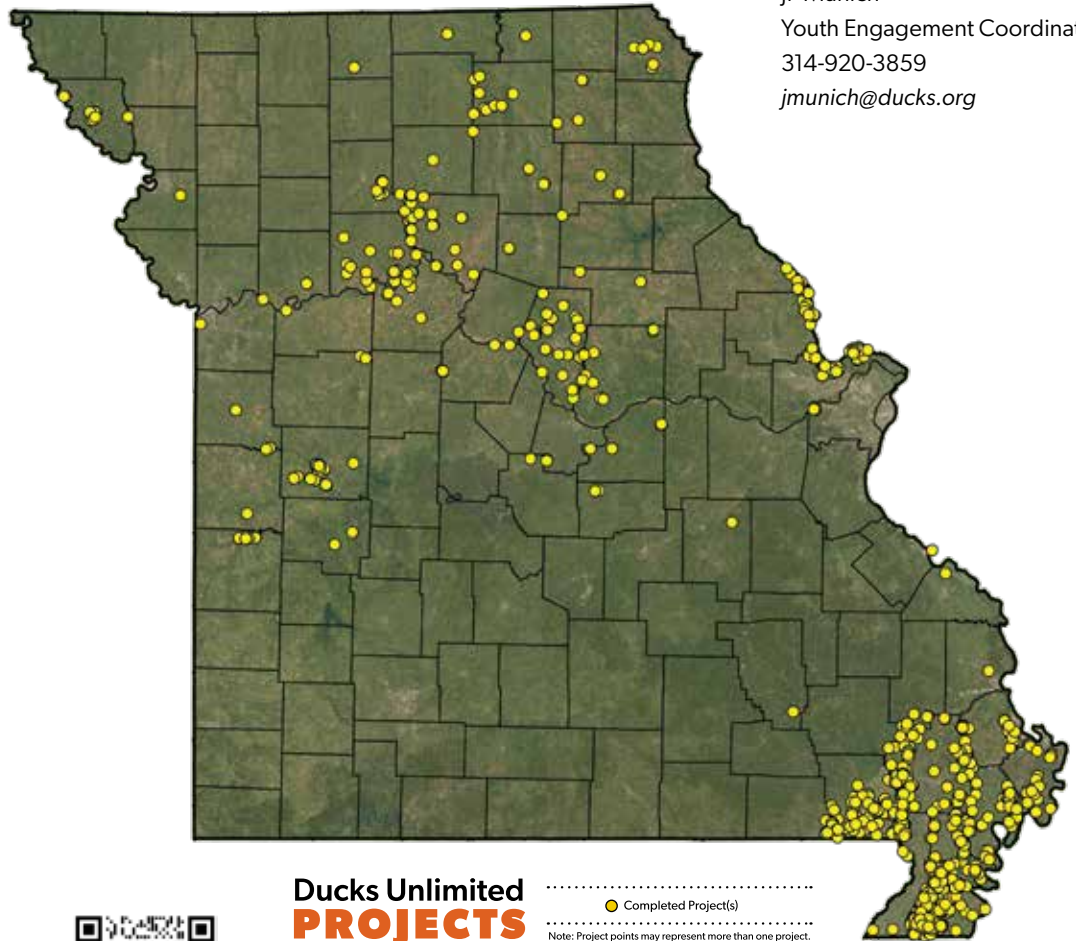 Youth Engagement
314-920-3859
jmunich@ducks.org
Ducks Unlimited
PROJECTS
Completed Project(s)
Note: Project points may represent more than one project.